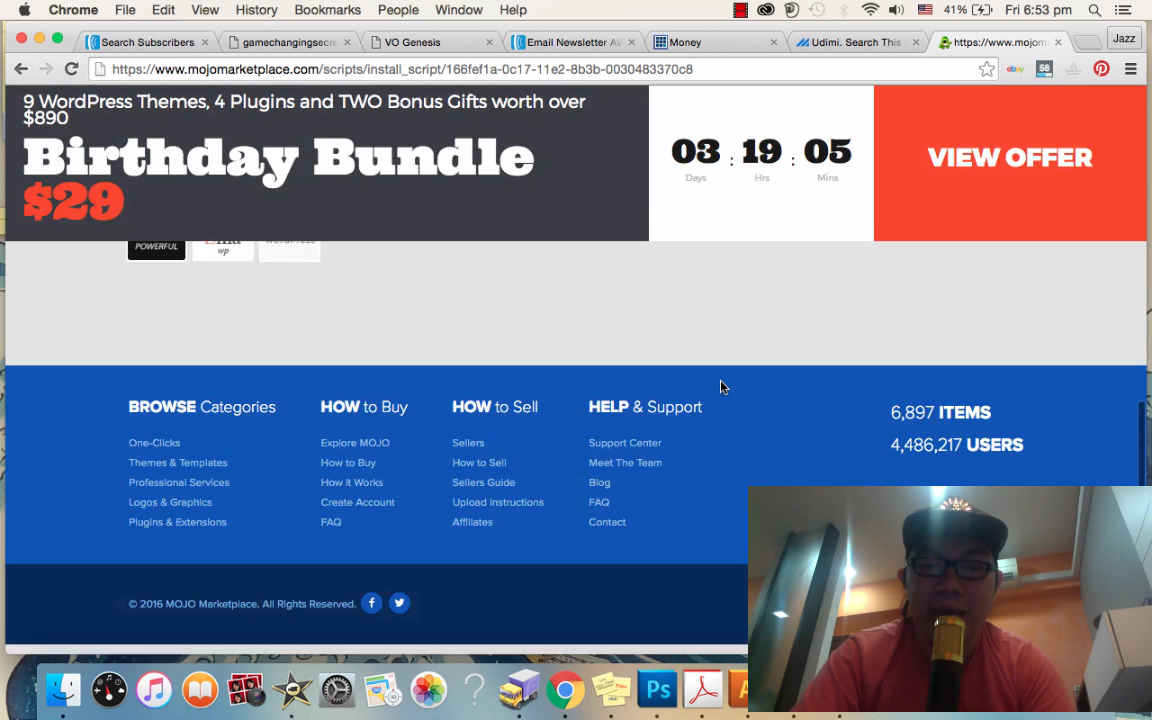 Chrome File Edit View History Bookmarks People Window Help
41% Fri 6:53 pm
Search Subscribers
gamechangingsecre
VO Genesis
Email Newsletter AW
Money
Udimi. Search This
https://www.mojom
Jazz
https://www.mojomarketplace.com/scripts/install_script/166fef1a-0c17-11e2-8b3b-0030483370c8
58
9 WordPress Themes, 4 Plugins and TWO Bonus Gifts worth over
$890
Birthday Bundle
$29
03 : 19 : 05
Days Hrs Mins
VIEW OFFER
POWERFUL
wp
BROWSE Categories
One-Clicks
Themes & Templates
Professional Services
Logos & Graphics
Plugins & Extensions
HOW to Buy
Explore MOJO
How to Buy
How it Works
Create Account
FAQ
HOW to Sell
Sellers
How to Sell
Sellers Guide
Upload Instructions
Affiliates
HELP & Support
Support Center
Meet The Team
Blog
FAQ
Contact
6,897 ITEMS
4,486,217 USERS
© 2016 MOJO Marketplace. All Rights Reserved.
Ps